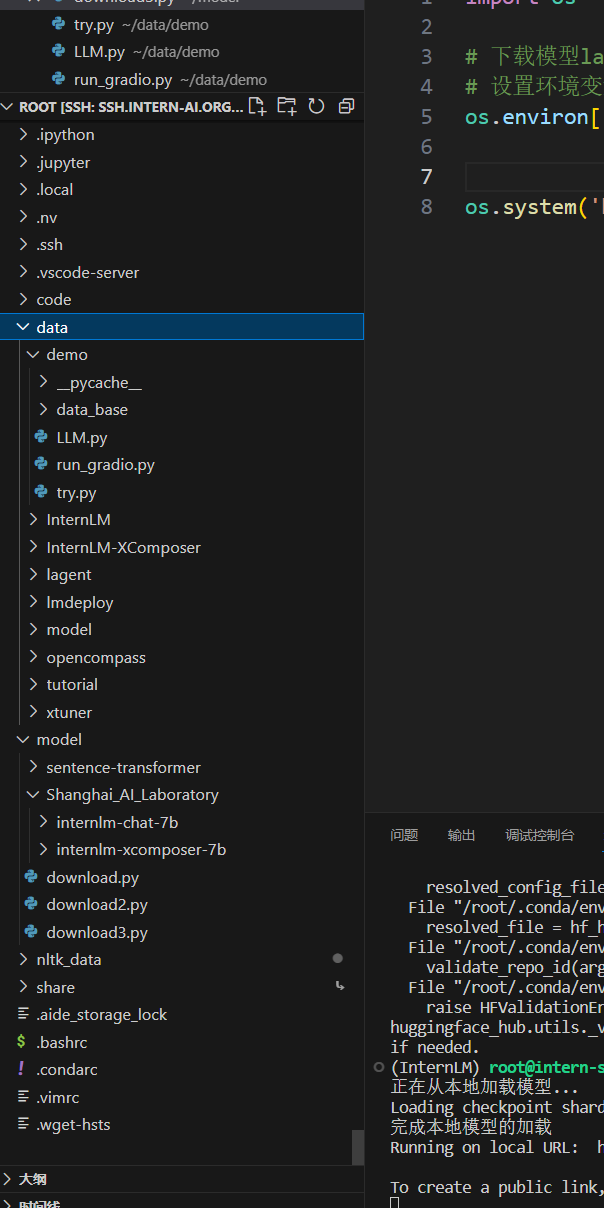 try.py ~/data/demo
LLM.py ~/data/demo
run_gradio.py ~/data/demo
ROOT [SSH: SSH.INTERN-AI.ORG...
.ipython
.jupyter
.local
.nv
.ssh
.vscode-server
code
data
demo
__pycache__
data_base
LLM.py
run_gradio.py
try.py
InternLM
InternLM-XComposer
lagent
lmdeploy
model
opencompass
tutorial
xtuner
model
sentence-transformer
Shanghai_AI_Laboratory
internlm-chat-7b
internlm-xcomposer-7b
download.py
download2.py
download3.py
nltk_data
share
.aide_storage_lock
.bashrc
.condarc
.vimrc
.wget-hsts
大纲
时间线
import os
2
3 # 下载模型la
4 # 设置环境变
5 os.environ[
6
7
8 os.system('
问题 输出 调试控制台
resolved_config_file
File "/root/.conda/env
resolved_file = hf_h
File "/root/.conda/env
validate_repo_id(arg
File "/root/.conda/env
raise HFValidationEr
huggingface_hub.utils._v
if needed.
(InternLM) root@intern-s
正在从本地加载模型...
Loading checkpoint shard
完成本地模型的加载
Running on local URL: h
To create a public link,